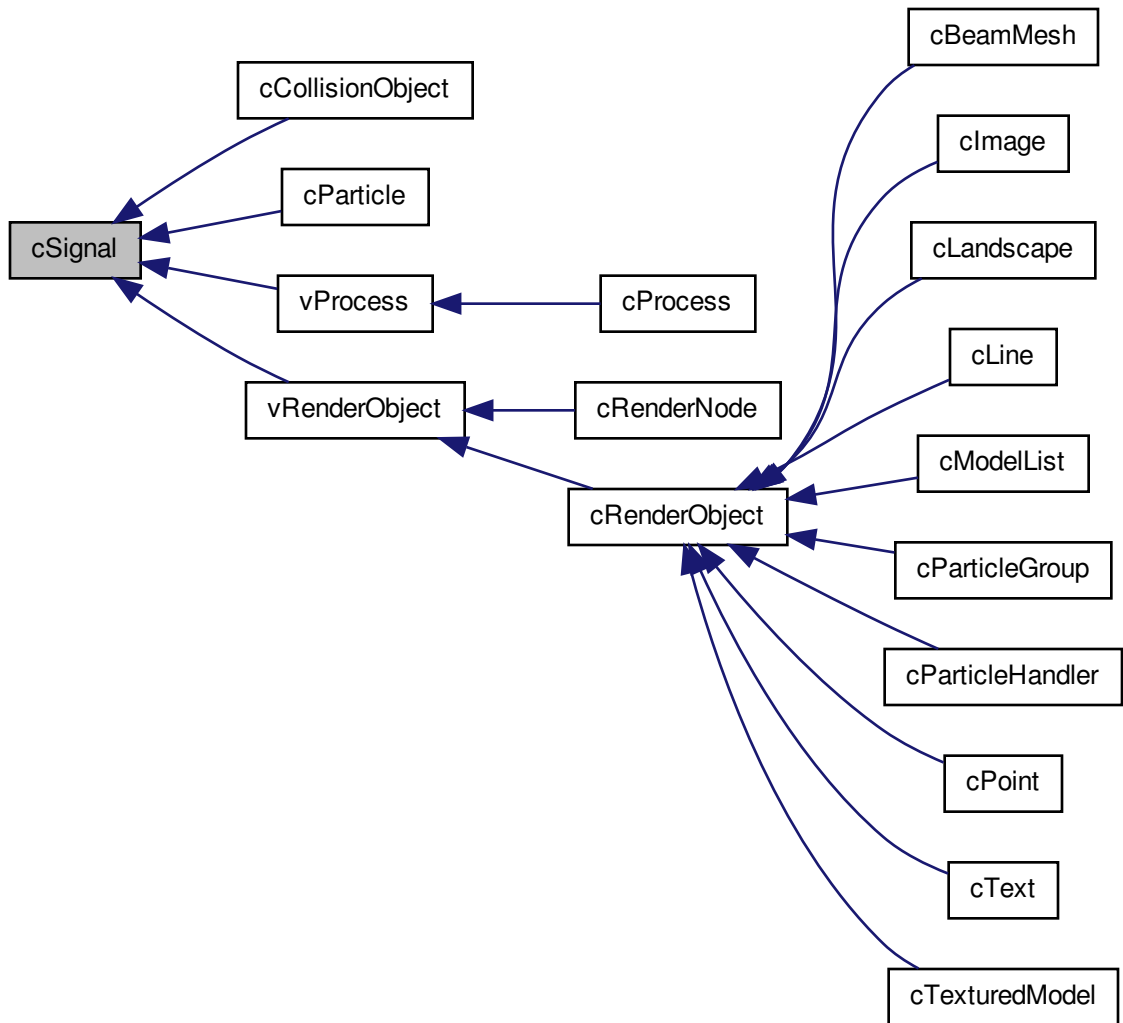 cBeamMesh
cCollisionObject
cImage
cParticle
cSignal
cLandscape
vProcess
cProcess
cLine
vRenderObject
cRenderNode
cModelList
cRenderObject
cParticleGroup
cParticleHandler
cPoint
cText
cTexturedModel